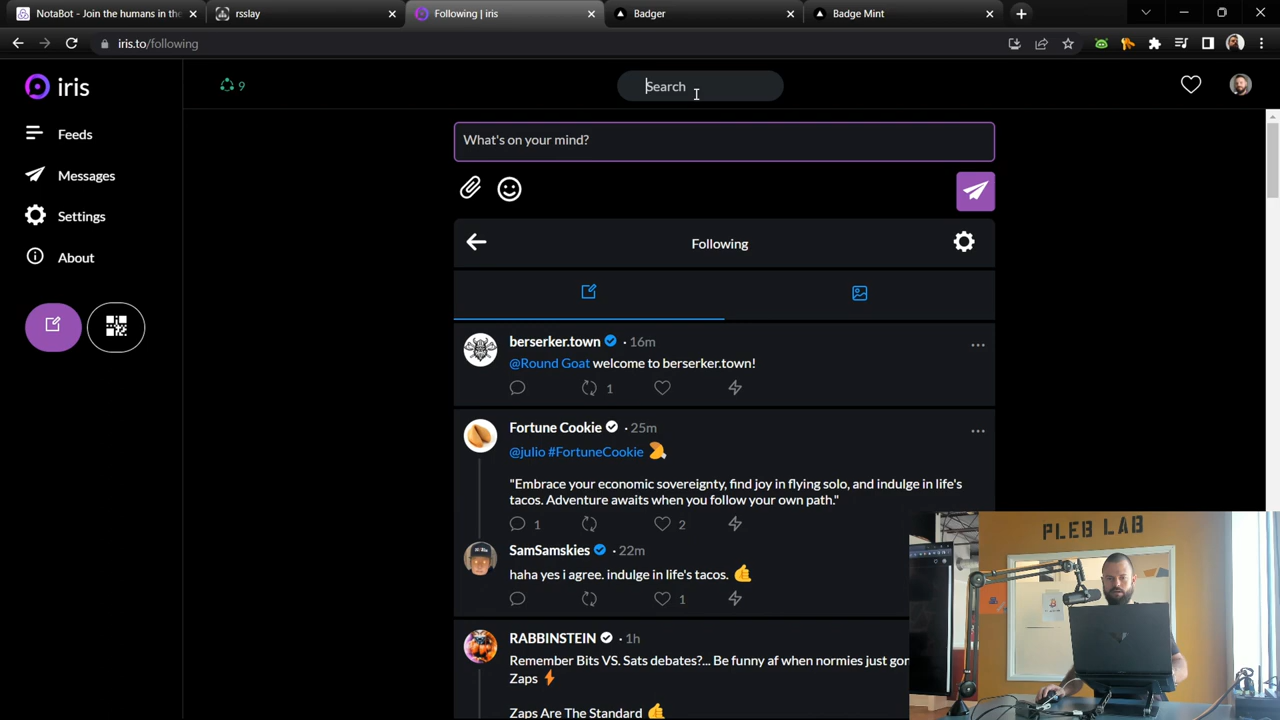 NotaBot - Join the humans in the
rsslay
Following | iris
Badger
Badge Mint
iris.to/following
iris
9
Search
Feeds
Messages
Settings
About
What's on your mind?
Following
berserker.town · 16m
@Round Goat welcome to berserker.town!
1
Fortune Cookie · 25m
@julio #FortuneCookie
"Embrace your economic sovereignty, find joy in flying solo, and indulge in life's
tacos. Adventure awaits when you follow your own path."
1 2
SamSamskies · 22m
haha yes i agree. indulge in life's tacos.
1
RABBINSTEIN · 1h
Remember Bits VS. Sats debates?... Be funny af when normies just gor
Zaps
Zaps Are The Standard
PLEB LAB